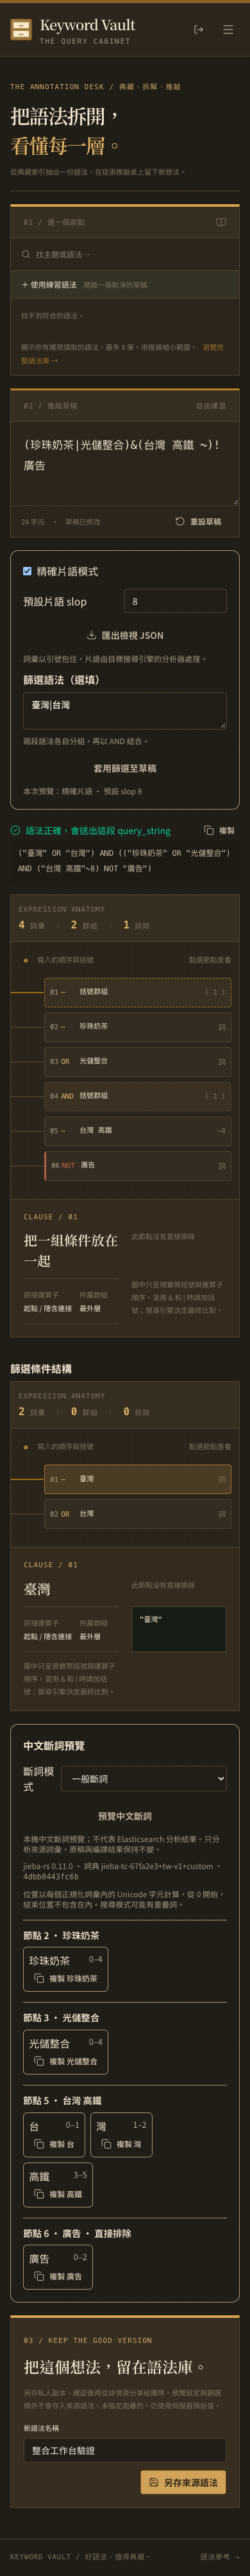 Keyword Vault
THE QUERY CABINET
THE ANNOTATION DESK / 典藏・拆解・推敲
把語法拆開，
看懂每一層。
從典藏索引抽出一份語法，在這張推敲桌上留下新想法。
01 / 選一個起點
找主題或語法…
+ 使用練習語法 開啟一張乾淨的草稿
找不到符合的語法。
顯示你有權限讀取的語法，最多 8 筆。用搜尋縮小範圍。 瀏覽完
整語法庫 →
02 / 推敲草稿 自由練習
(珍珠奶茶|光儲整合)&(台灣 高鐵 ~)!
廣告
24 字元 · 草稿已修改 重設草稿
精確片語模式
預設片語 slop 8
匯出檢視 JSON
詞彙以引號包住，片語由目標搜尋引擎的分析器處理。
篩選語法（選填）
臺灣|台灣
兩段語法各自分組，再以 AND 結合。
套用篩選至草稿
本次預覽：精確片語 · 預設 slop 8
語法正確，會送出這段 query_string 複製
("臺灣" OR "台灣") AND (("珍珠奶茶" OR "光儲整合")
AND ("台灣 高鐵"~8) NOT "廣告")
EXPRESSION ANATOMY
4 詞彙 2 群組 1 排除
寫入的順序與括號 點選節點查看
01 — 括號群組 ( 1 )
02 — 珍珠奶茶 詞
03 OR 光儲整合 詞
04 AND 括號群組 ( 1 )
05 — 台灣 高鐵 ~8
06 NOT 廣告 詞
CLAUSE / 01
把一組條件放在
一起
前接運算子 所屬群組
起點 / 隱含連接 最外層
此節點沒有直接排除
圖中只呈現實際括號與運算子
順序。混用 & 和 | 時請加括
號；搜尋引擎決定最終比對。
篩選條件結構
EXPRESSION ANATOMY
2 詞彙 0 群組 0 排除
寫入的順序與括號 點選節點查看
01 — 臺灣 詞
02 OR 台灣 詞
CLAUSE / 01
臺灣
前接運算子 所屬群組
起點 / 隱含連接 最外層
圖中只呈現實際括號與運算子
順序。混用 & 和 | 時請加括
號；搜尋引擎決定最終比對。
此節點沒有直接排除
"臺灣"
中文斷詞預覽
斷詞模式 一般斷詞
預覽中文斷詞
本機中文斷詞預覽；不代表 Elasticsearch 分析結果。只分
析來源詞彙，原稿與編譯結果保持不變。
jieba-rs 0.11.0 · 詞典 jieba-tc-67fa2e3+tw-v1+custom ·
4dbb8443fc6b
位置以每個正規化詞彙內的 Unicode 字元計算，從 0 開始，
結束位置不包含在內。搜尋模式可能有重疊詞。
節點 2 · 珍珠奶茶
珍珠奶茶 0–4
複製 珍珠奶茶
節點 3 · 光儲整合
光儲整合 0–4
複製 光儲整合
節點 5 · 台灣 高鐵
台 0–1 灣 1–2
複製 台 複製 灣
高鐵 3–5
複製 高鐵
節點 6 · 廣告 · 直接排除
廣告 0–2
複製 廣告
03 / KEEP THE GOOD VERSION
把這個想法，留在語法庫。
另存私人副本，確認後再從詳情頁分享給團隊。預覽設定與篩選
條件不會存入來源語法。未指定距離的 ~ 仍使用伺服器預設值。
新語法名稱
整合工作台驗證
另存來源語法
KEYWORD VAULT / 好語法，值得典藏。 語法參考 →